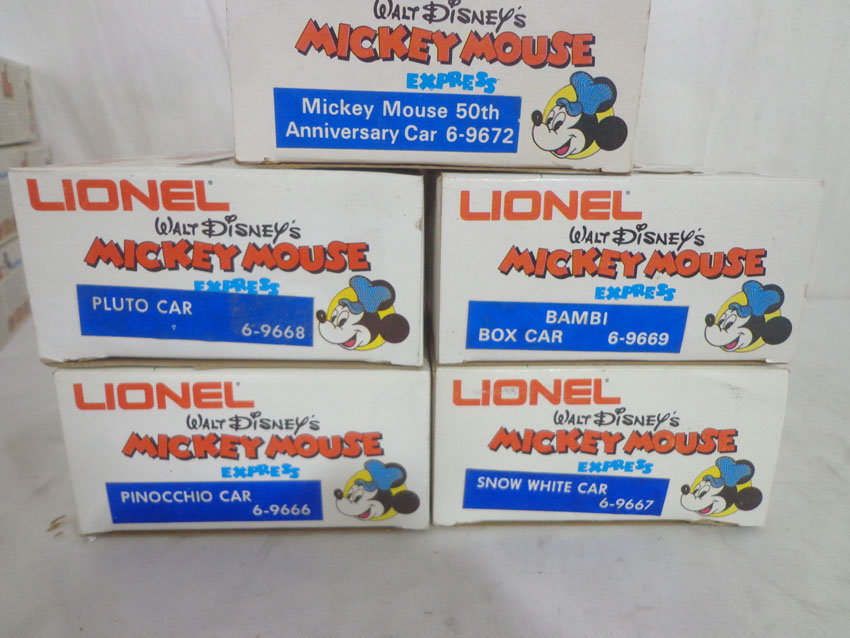 WALT DISNEY'S
MICKEY MOUSE
EXPRESS
Mickey Mouse 50th
Anniversary Car 6-9672
LIONEL
WALT DISNEY'S
MICKEY MOUSE
EXPRESS
PLUTO CAR
6-9668
LIONEL
WALT DISNEY'S
MICKEY MOUSE
EXPRESS
BAMBI
BOX CAR 6-9669
LIONEL
WALT DISNEY'S
MICKEY MOUSE
EXPRESS
PINOCCHIO CAR
6-9666
LIONEL
WALT DISNEY'S
MICKEY MOUSE
EXPRESS
SNOW WHITE CAR
6-9667